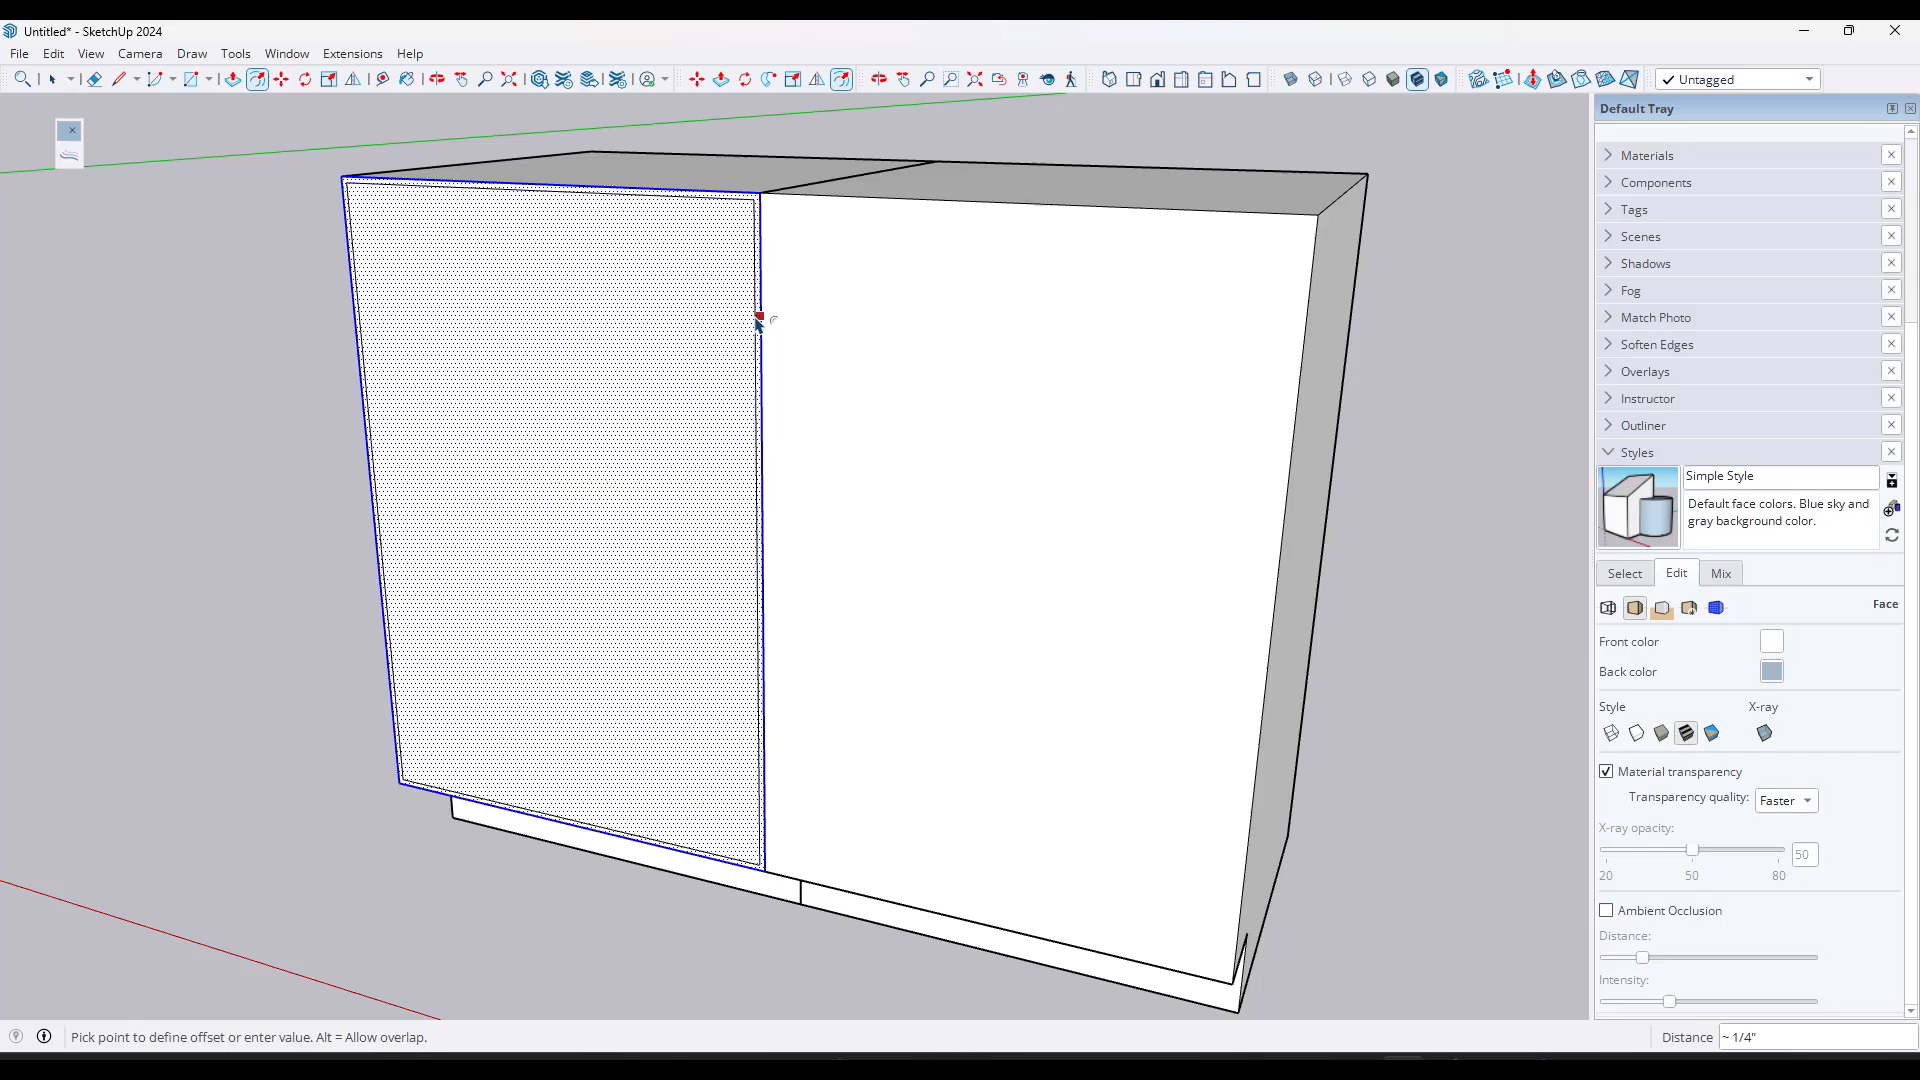 Untitled* - SketchUp 2024
File Edit View Camera Draw Tools Window Extensions Help
Untagged
Default Tray
Materials
Components
Tags
Scenes
Shadows
Fog
Match Photo
Soften Edges
Overlays
Instructor
Outliner
Styles
Simple Style
Default face colors. Blue sky and
gray background color.
Select Edit Mix
Face
Front color
Back color
Style X-ray
Material transparency
Transparency quality: Faster
X-ray opacity:
50
20 50 80
Ambient Occlusion
Distance:
Intensity:
Pick point to define offset or enter value. Alt = Allow overlap.
Distance ~ 1/4"